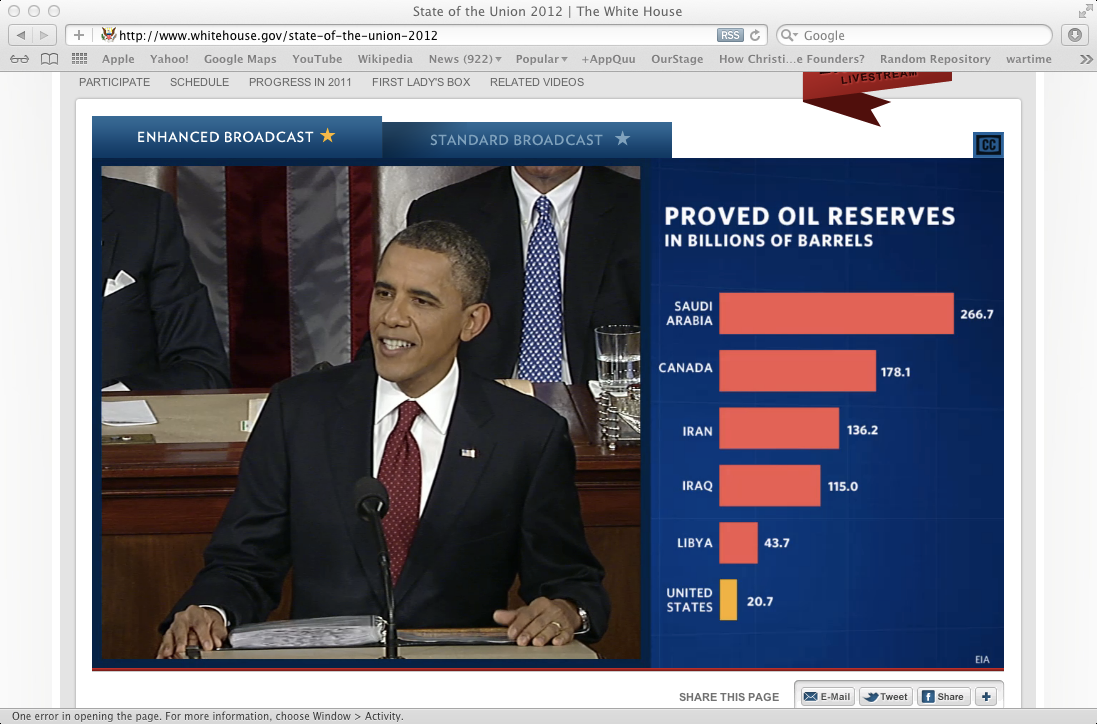 State of the Union 2012 | The White House
http://www.whitehouse.gov/state-of-the-union-2012
RSS
Google
Apple Yahoo! Google Maps YouTube Wikipedia News (922) Popular +AppQuu OurStage How Christi...e Founders? Random Repository wartime
PARTICIPATE SCHEDULE PROGRESS IN 2011 FIRST LADY'S BOX RELATED VIDEOS
LIVESTREAM
ENHANCED BROADCAST
STANDARD BROADCAST
CC
PROVED OIL RESERVES
IN BILLIONS OF BARRELS
SAUDI
ARABIA
266.7
CANADA 178.1
IRAN 136.2
IRAQ 115.0
LIBYA 43.7
UNITED
STATES
20.7
EIA
SHARE THIS PAGE E-Mail Tweet Share
One error in opening the page. For more information, choose Window > Activity.